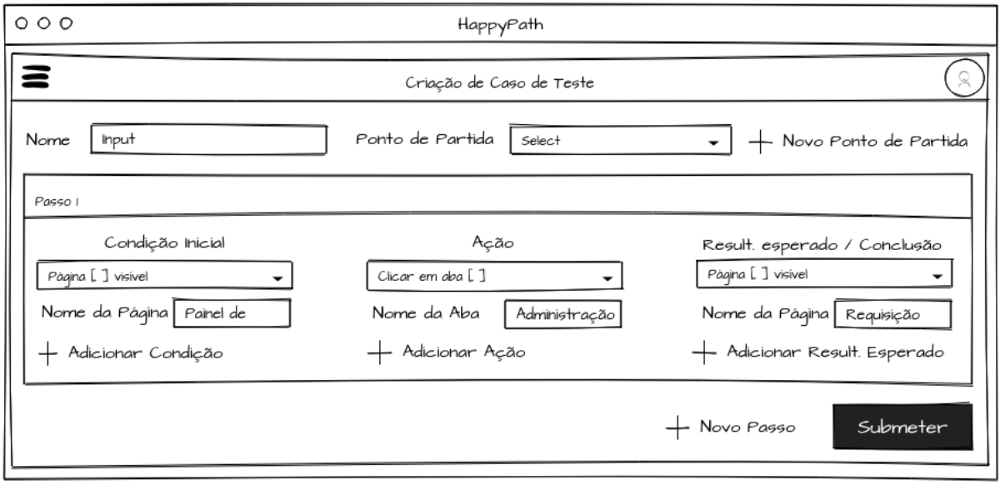 HappyPath
Criação de Caso de Teste
Nome Input Ponto de Partida Select + Novo Ponto de Partida
Passo 1
Condição Inicial Ação Result. esperado / Conclusão
Página [ ] visível Clicar em aba [ ] Página [ ] visível
Nome da Página Painel de Nome da Aba Administração Nome da Página Requisição
+ Adicionar Condição + Adicionar Ação + Adicionar Result. Esperado
+ Novo Passo Submeter